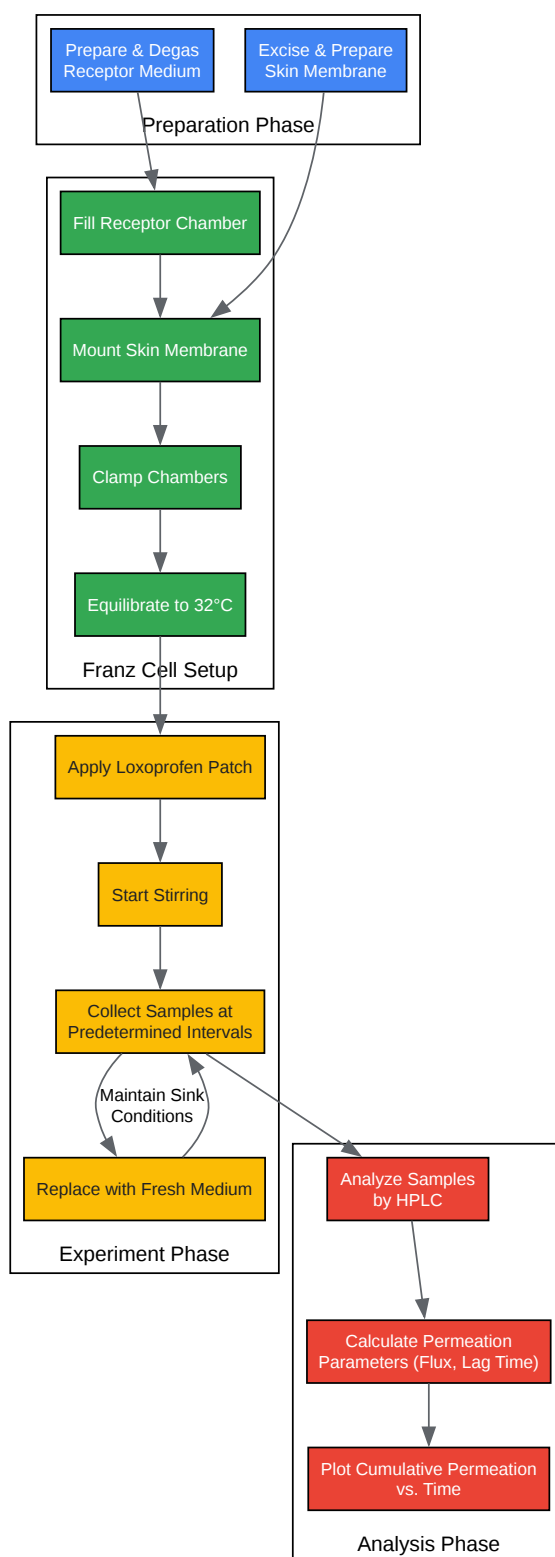 Prepare & Degas
Receptor Medium
Excise & Prepare
Skin Membrane
Preparation Phase
Fill Receptor Chamber
Mount Skin Membrane
Clamp Chambers
Equilibrate to 32°C
Franz Cell Setup
Apply Loxoprofen Patch
Start Stirring
Collect Samples at
Predetermined Intervals
Maintain Sink
Conditions
Replace with Fresh Medium
Experiment Phase
Analyze Samples
by HPLC
Calculate Permeation
Parameters (Flux, Lag Time)
Plot Cumulative Permeation
vs. Time
Analysis Phase